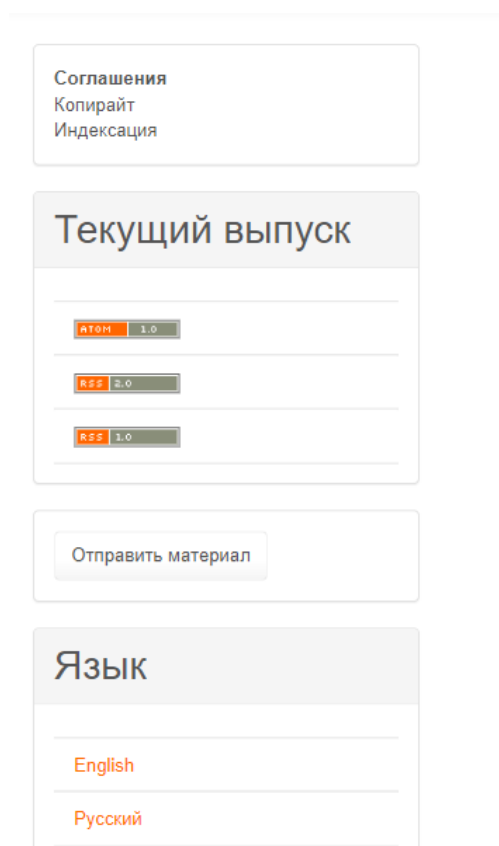 Соглашения
Копирайт
Индексация
Текущий выпуск
ATOM 1.0
RSS 2.0
RSS 1.0
Отправить материал
Язык
English
Русский